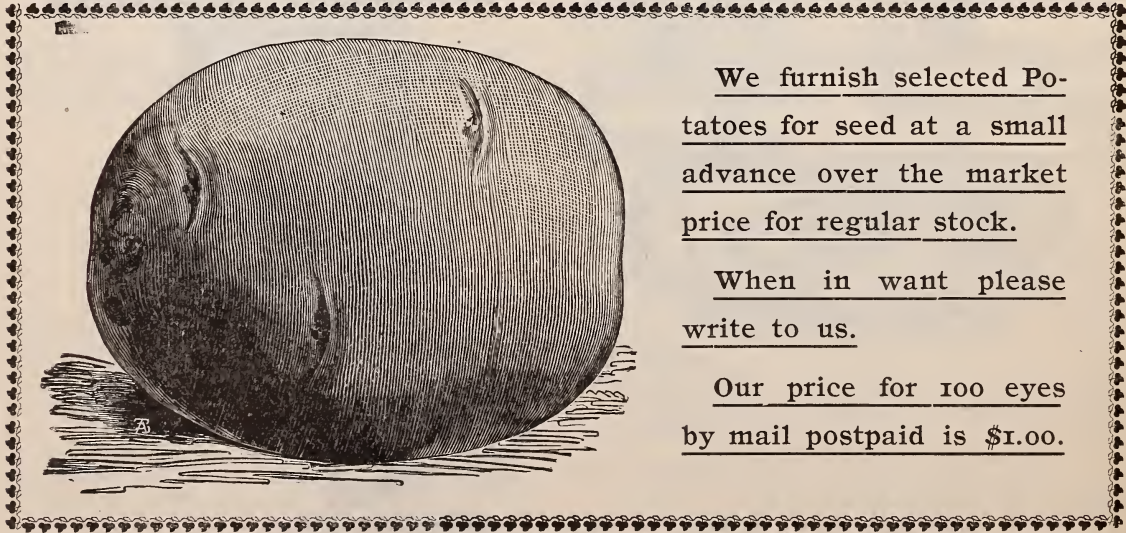 We furnish selected Po-
tatoes for seed at a small
advance over the market
price for regular stock.
When in want please
write to us.
Our price for 100 eyes
by mail postpaid is $1.00.